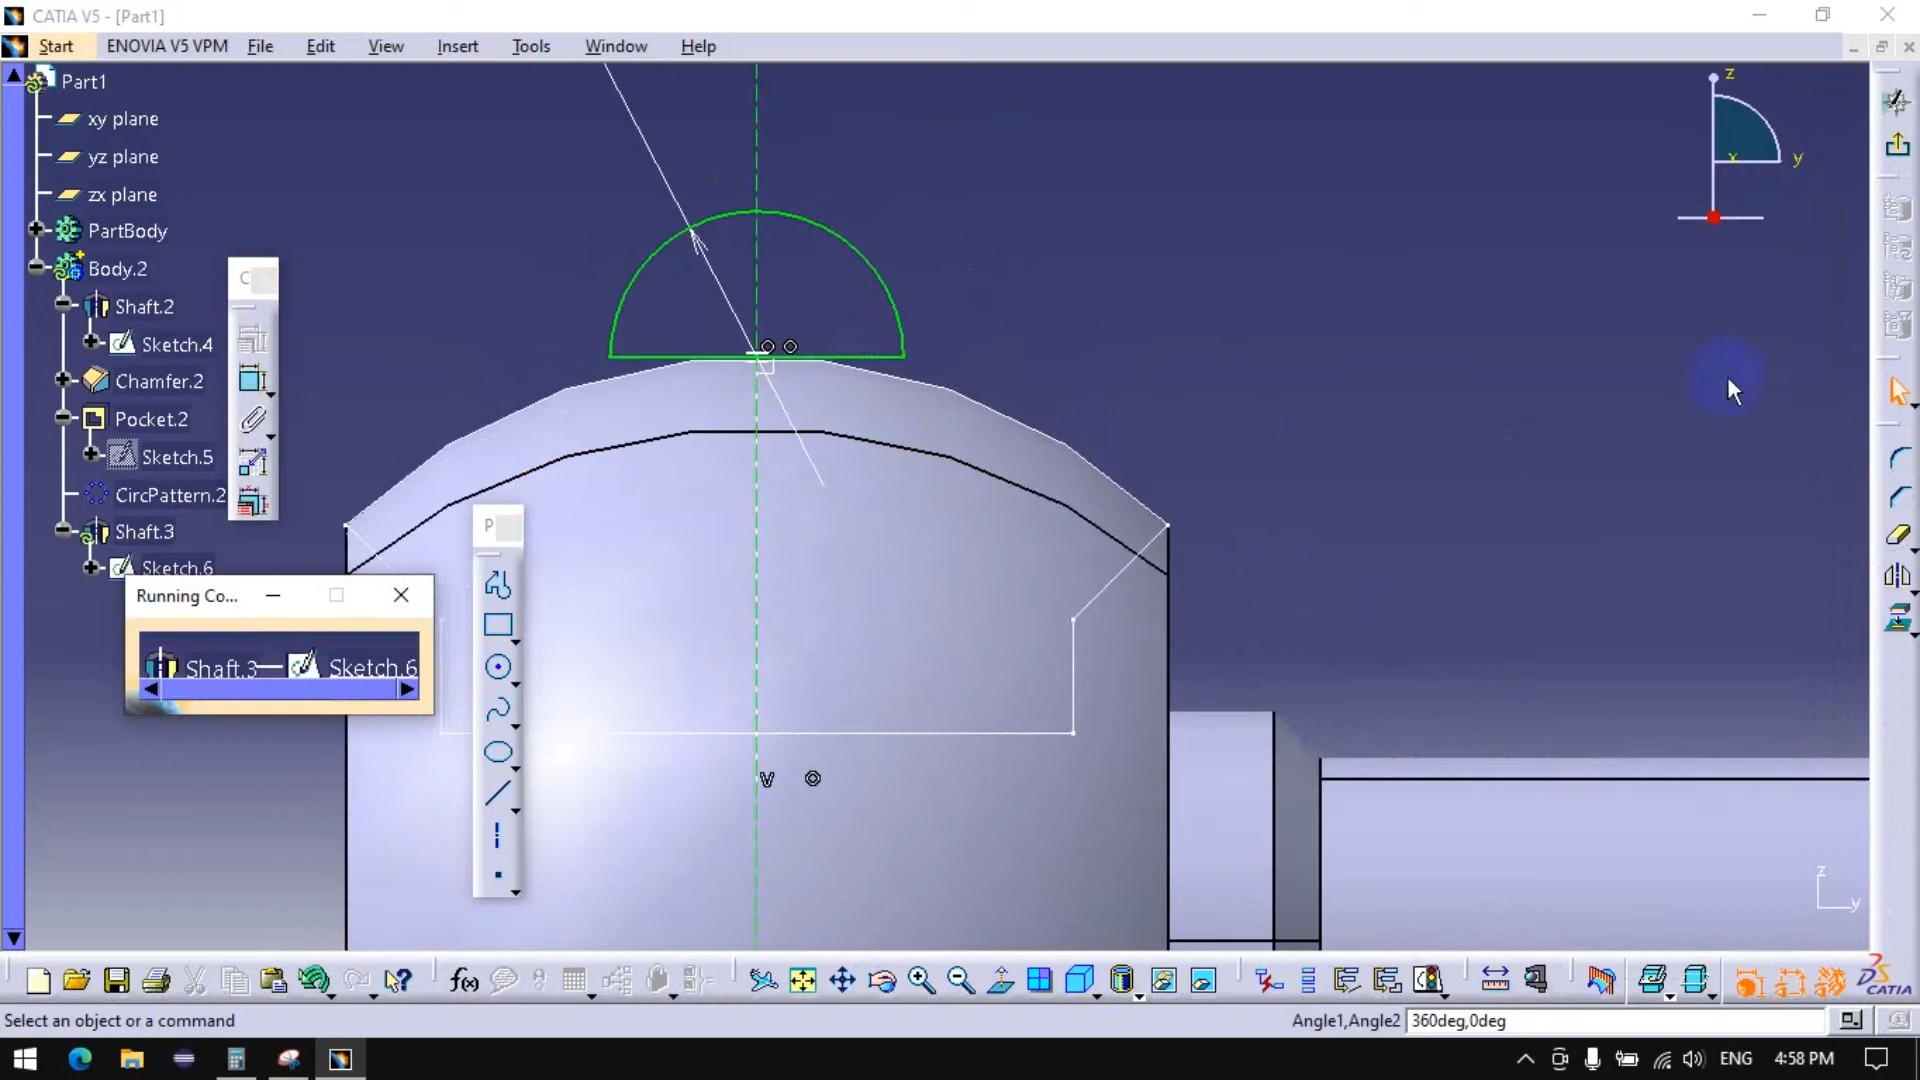 CATIA V5 - [Part1]
Start ENOVIA V5 VPM File Edit View Insert Tools Window Help
Part1
xy plane
yz plane
zx plane
PartBody
Body.2
Shaft.2
Sketch.4
Chamfer.2
Pocket.2
Sketch.5
CircPattern.2
Shaft.3
Sketch.6
C
P
Running Co...
Shaft.3 Sketch.6
z
x
y
V
z
y
f(x)
CATIA
Select an object or a command
Angle1,Angle2 360deg,0deg
ENG 4:58 PM